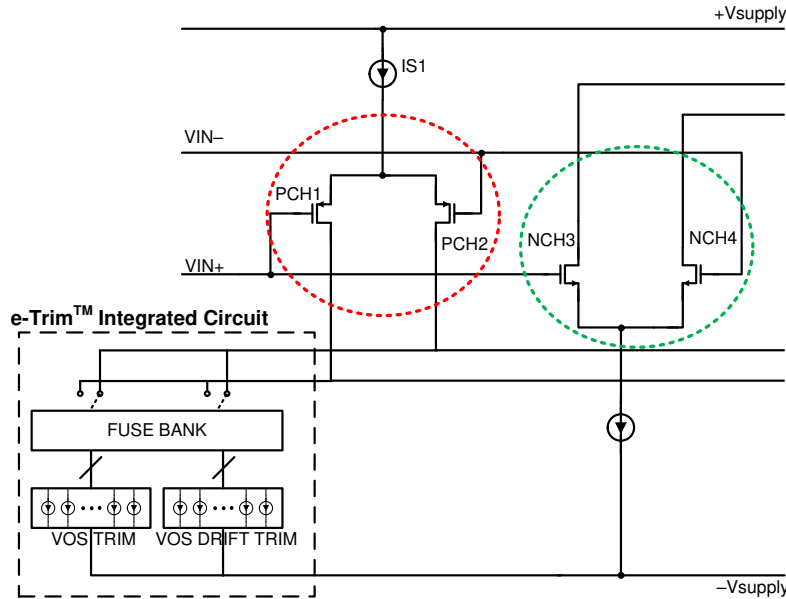 +Vsupply
IS1
VIN–
PCH1
PCH2
NCH3
NCH4
VIN+
e-Trim™ Integrated Circuit
FUSE BANK
VOS TRIM
VOS DRIFT TRIM
–Vsupply